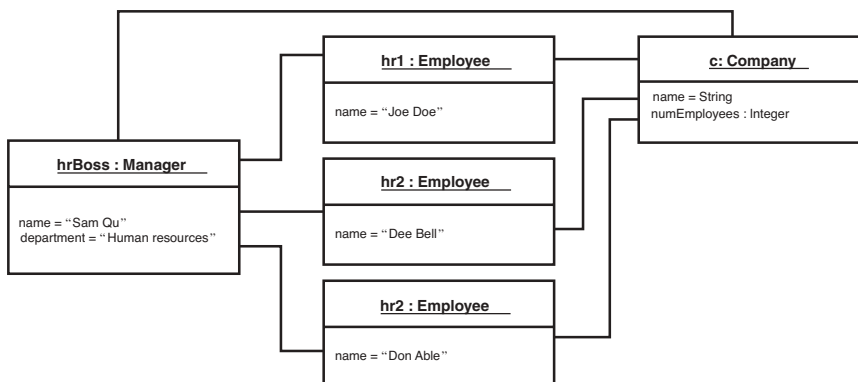 hr1 : Employee
name = “Joe Doe”
c: Company
name = String
numEmployees : Integer
hrBoss : Manager
name = “Sam Qu”
department = “Human resources”
hr2 : Employee
name = “Dee Bell”
hr2 : Employee
name = “Don Able”